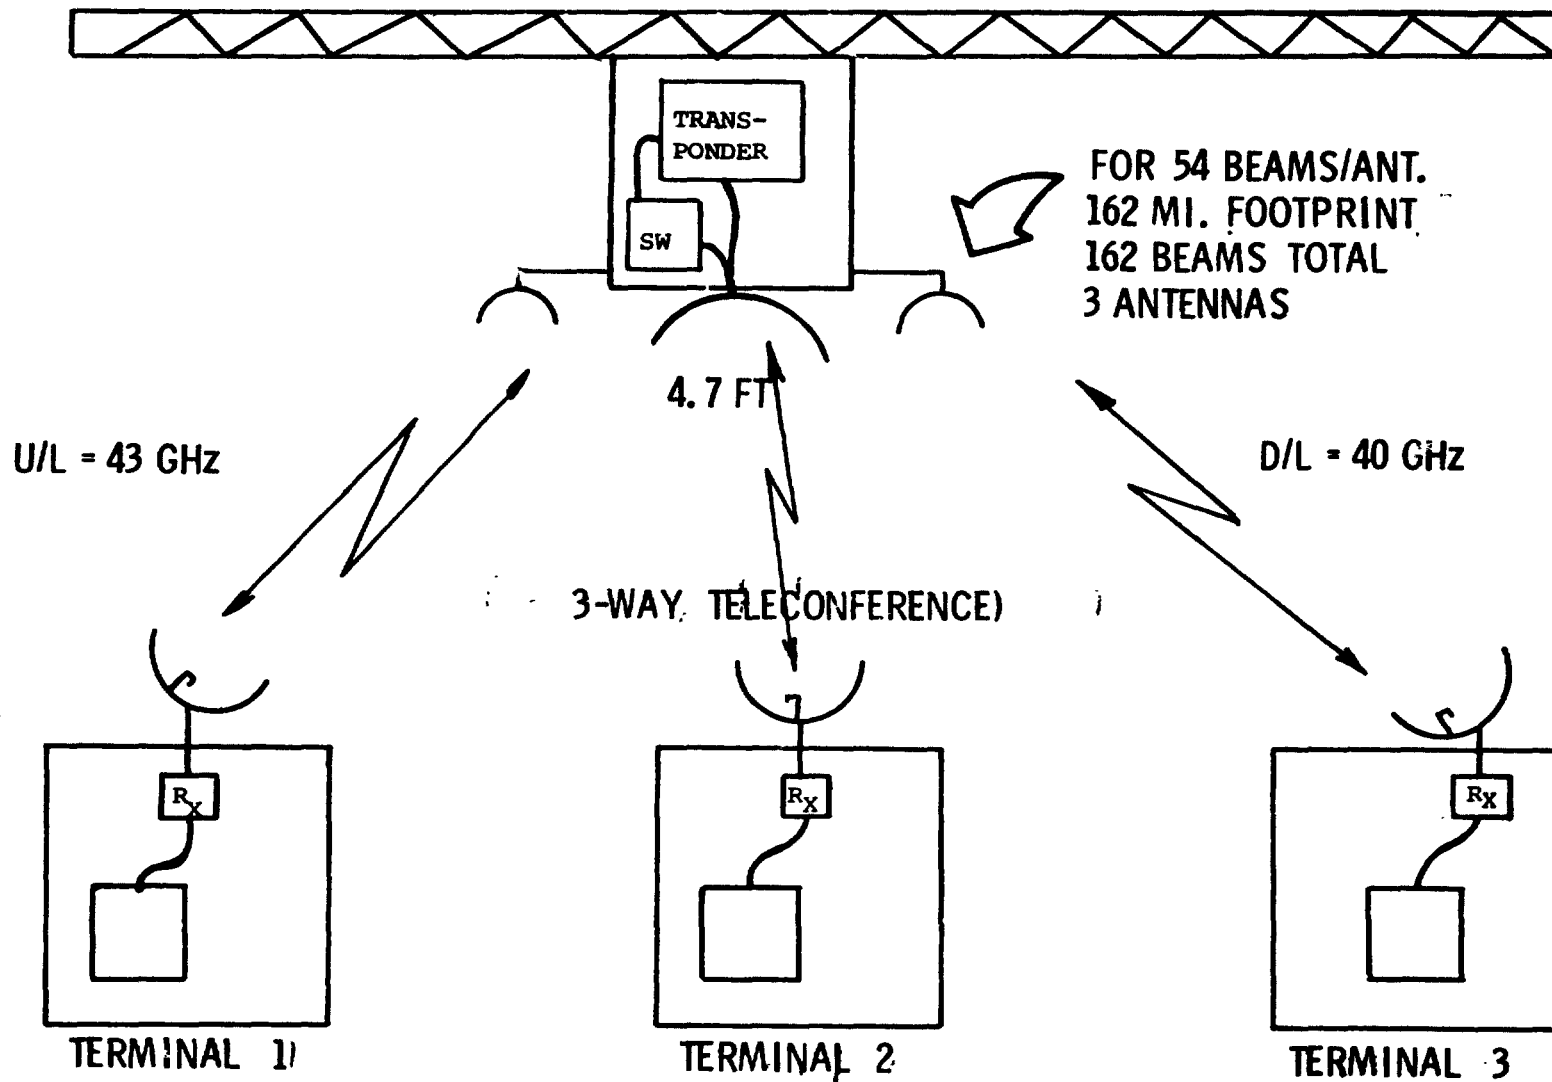 TRANS-
PONDER
SW
FOR 54 BEAMS/ANT.
162 MI. FOOTPRINT
162 BEAMS TOTAL
3 ANTENNAS
4.7 FT
U/L = 43 GHz
D/L = 40 GHz
3-WAY TELECONFERENCE)
RX
RX
RX
TERMINAL 1
TERMINAL 2
TERMINAL 3